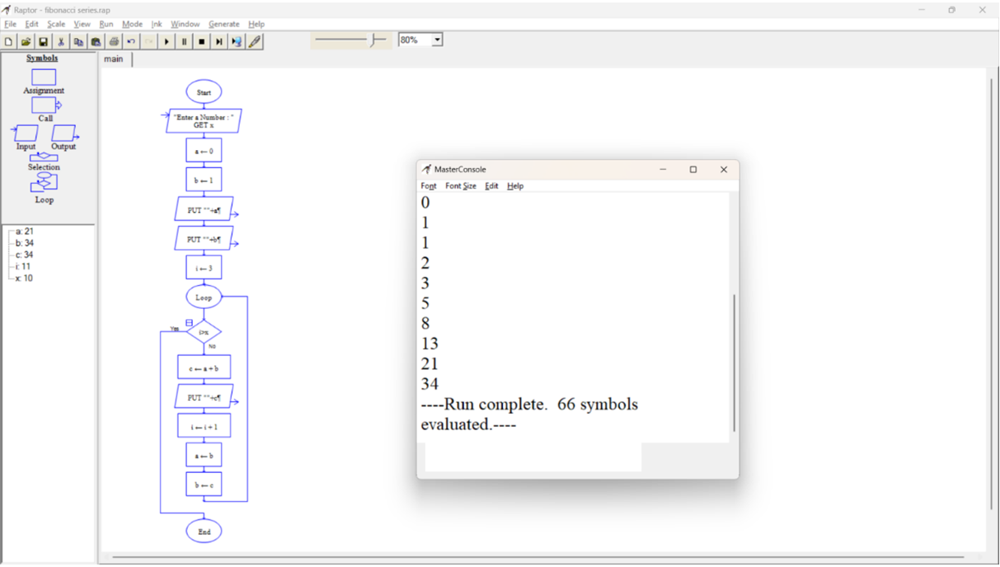 Raptor - fibonacci series.rap
File Edit Scale View Run Mode Ink Window Generate Help
80%
Symbols
Assignment
Call
Input Output
Selection
Loop
a: 21
b: 34
c: 34
i: 11
x: 10
main
Start
"Enter a Number : "
GET x
a ← 0
b ← 1
PUT ""+a¶
PUT ""+b¶
i ← 3
Loop
Yes
i>x
No
c ← a + b
PUT ""+c¶
i ← i + 1
a ← b
b ← c
End
MasterConsole
Font Font Size Edit Help
0
1
1
2
3
5
8
13
21
34
----Run complete. 66 symbols
evaluated.----